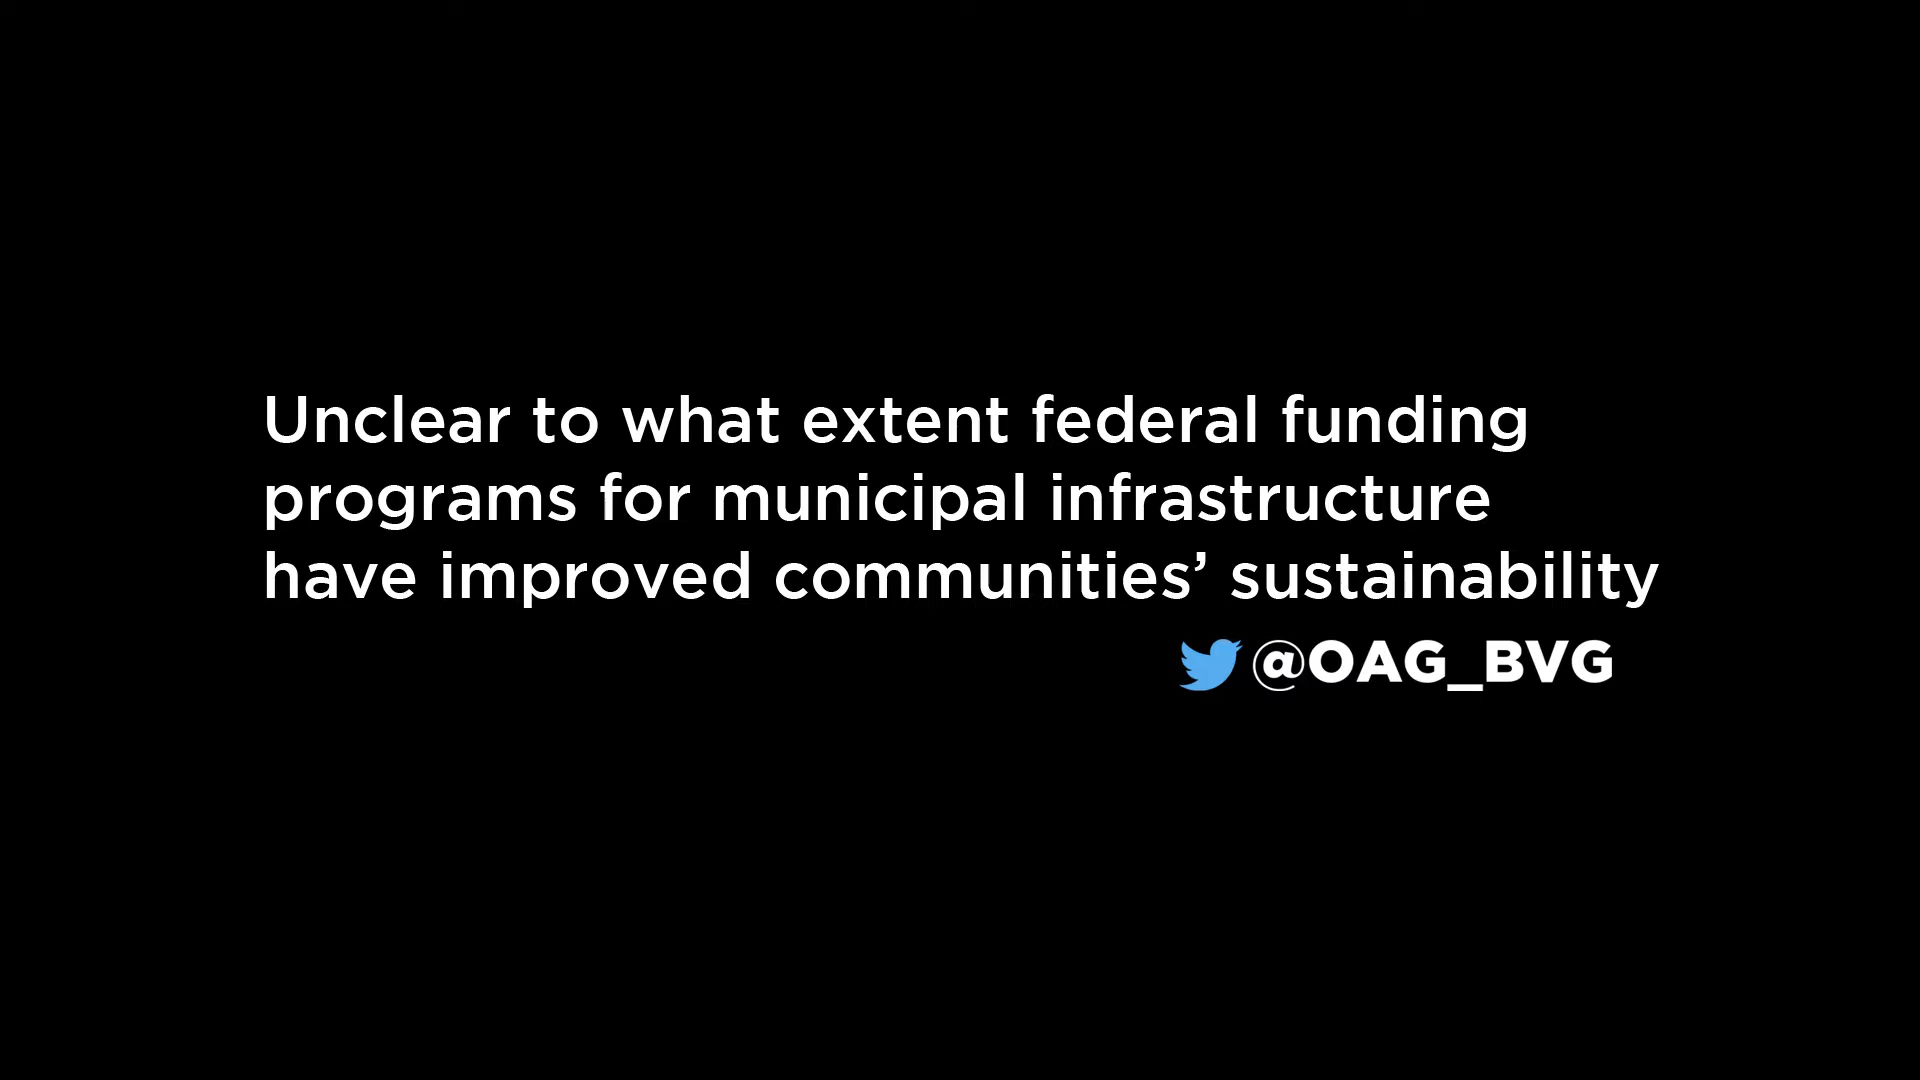 Unclear to what extent federal funding
programs for municipal infrastructure
have improved communities’ sustainability
@OAG_BVG